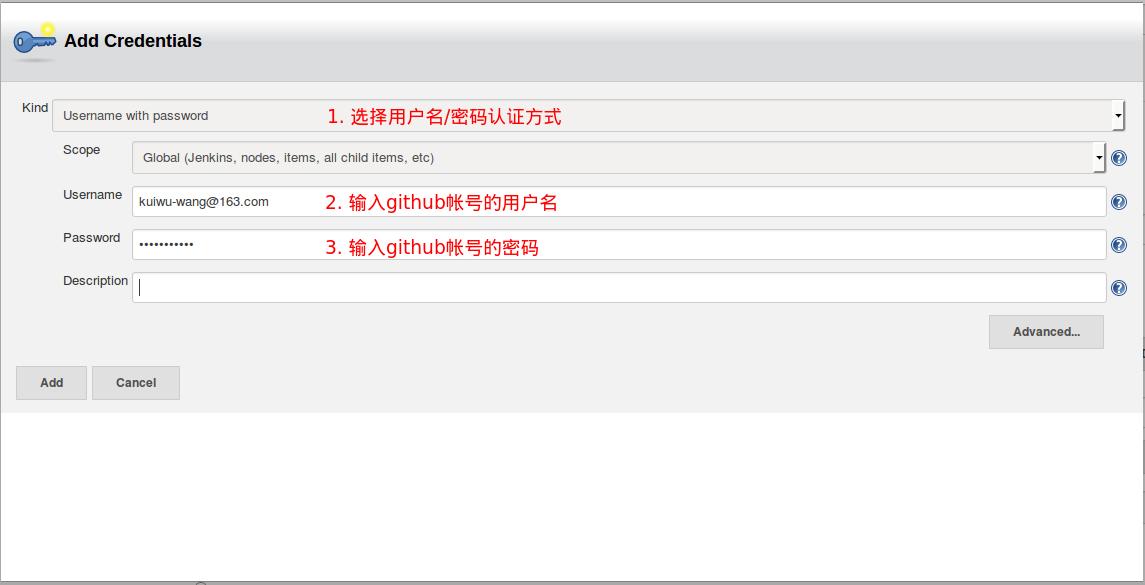 Add Credentials
Kind
Username with password 1. 选择用户名/密码认证方式
Scope
Global (Jenkins, nodes, items, all child items, etc)
Username
kuiwu-wang@163.com 2. 输入github帐号的用户名
Password
••••••••••• 3. 输入github帐号的密码
Description
Advanced...
Add Cancel